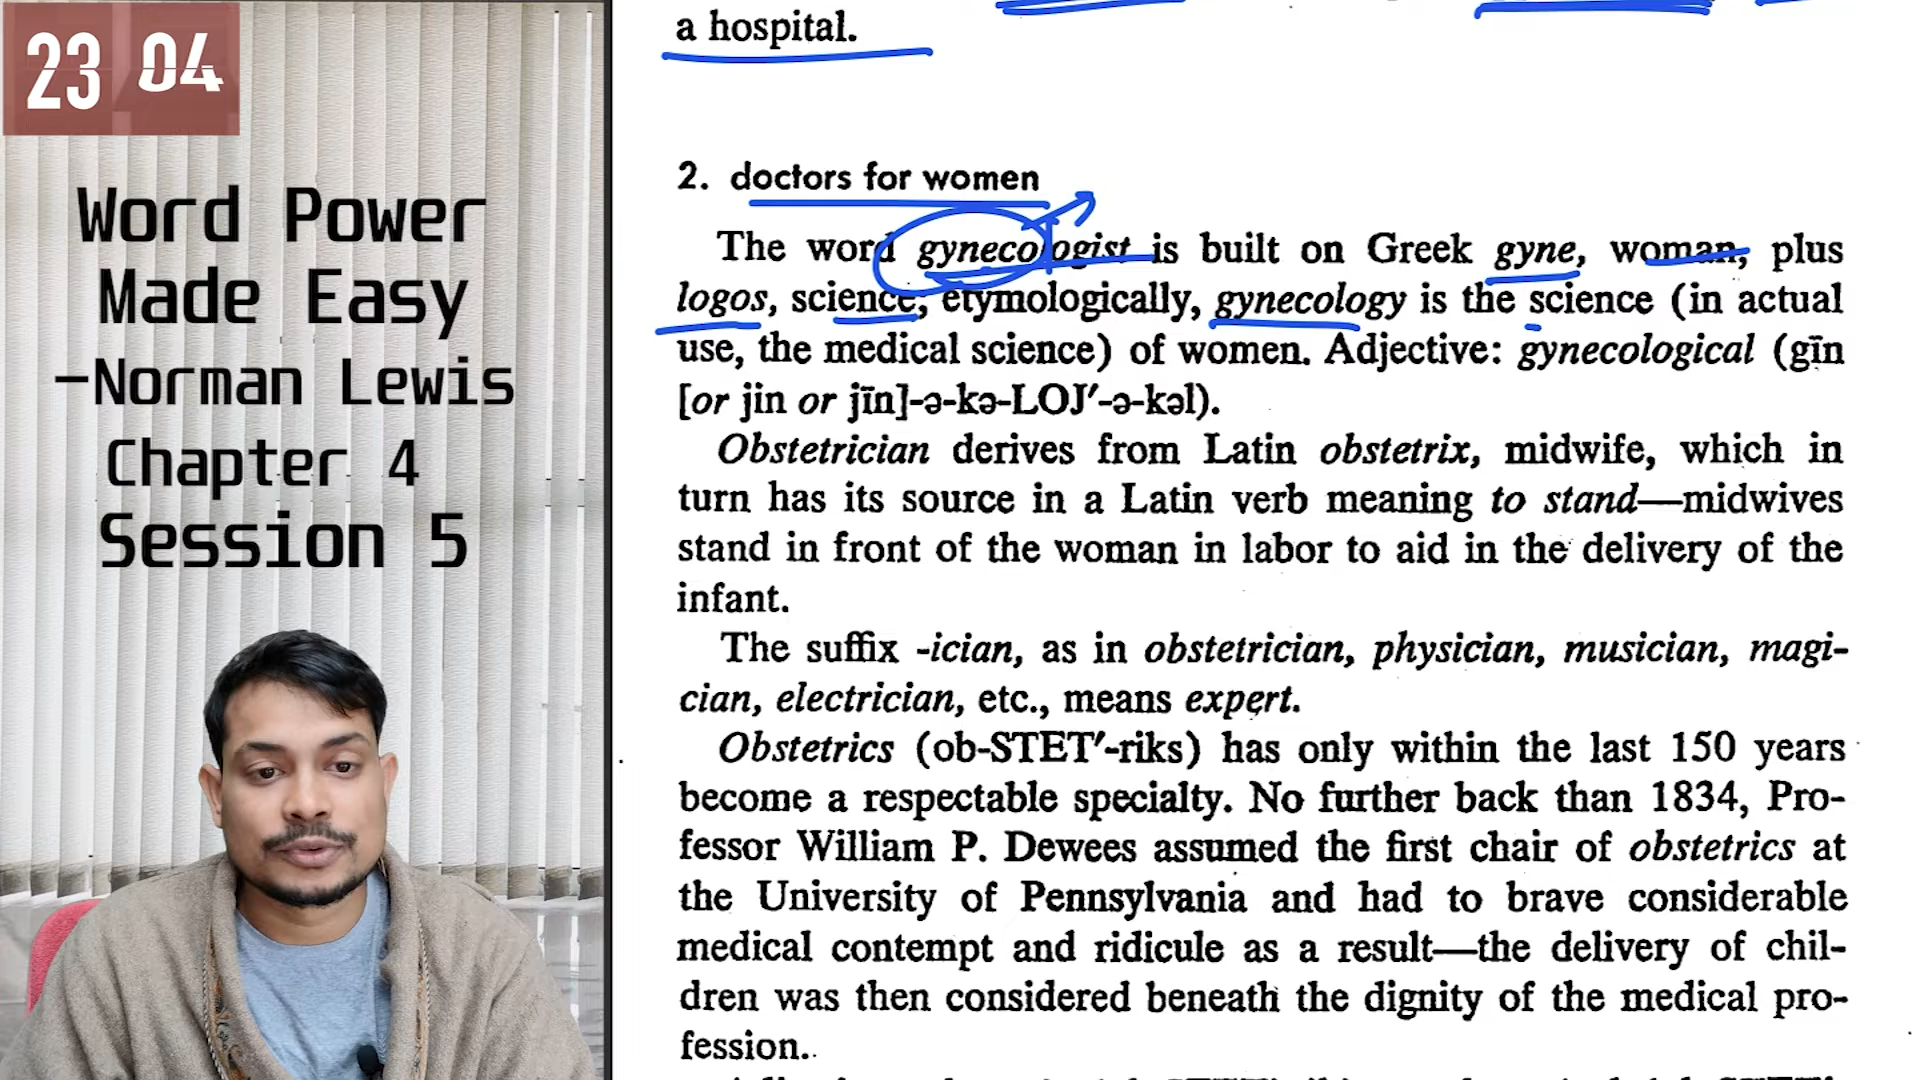 23 04
Word Power
Made Easy
-Norman Lewis
Chapter 4
Session 5
a hospital.
2. doctors for women
The word gynecologist is built on Greek gyne, woman, plus
logos, science; etymologically, gynecology is the science (in actual
use, the medical science) of women. Adjective: gynecological (gīn
[or jin or jīn]-ə-kə-LOJ′-ə-kəl).
Obstetrician derives from Latin obstetrix, midwife, which in
turn has its source in a Latin verb meaning to stand—midwives
stand in front of the woman in labor to aid in the delivery of the
infant.
The suffix -ician, as in obstetrician, physician, musician, magi-
cian, electrician, etc., means expert.
Obstetrics (ob-STET′-riks) has only within the last 150 years
become a respectable specialty. No further back than 1834, Pro-
fessor William P. Dewees assumed the first chair of obstetrics at
the University of Pennsylvania and had to brave considerable
medical contempt and ridicule as a result—the delivery of chil-
dren was then considered beneath the dignity of the medical pro-
fession.